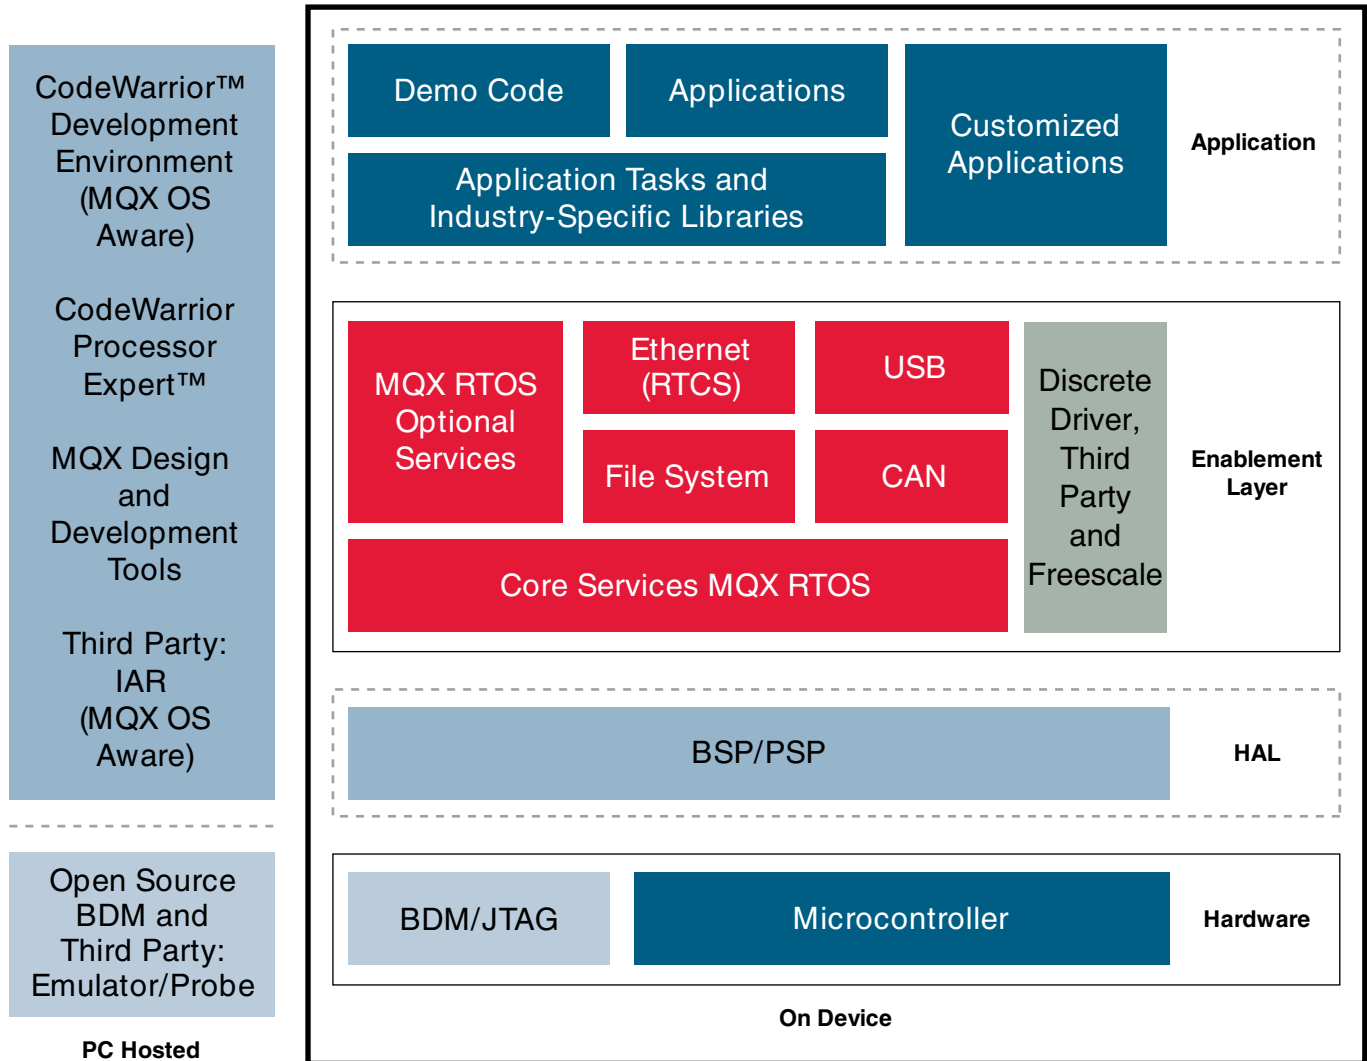 CodeWarrior™
Development
Environment
(MQX OS
Aware)
CodeWarrior
Processor
Expert™
MQX Design
and
Development
Tools
Third Party:
IAR
(MQX OS
Aware)
Open Source
BDM and
Third Party:
Emulator/Probe
PC Hosted
Demo Code
Applications
Customized
Applications
Application Tasks and
Industry-Specific Libraries
Application
MQX RTOS
Optional
Services
Ethernet
(RTCS)
USB
File System
CAN
Core Services MQX RTOS
Discrete
Driver,
Third
Party
and
Freescale
Enablement
Layer
BSP/PSP
HAL
BDM/JTAG
Microcontroller
Hardware
On Device